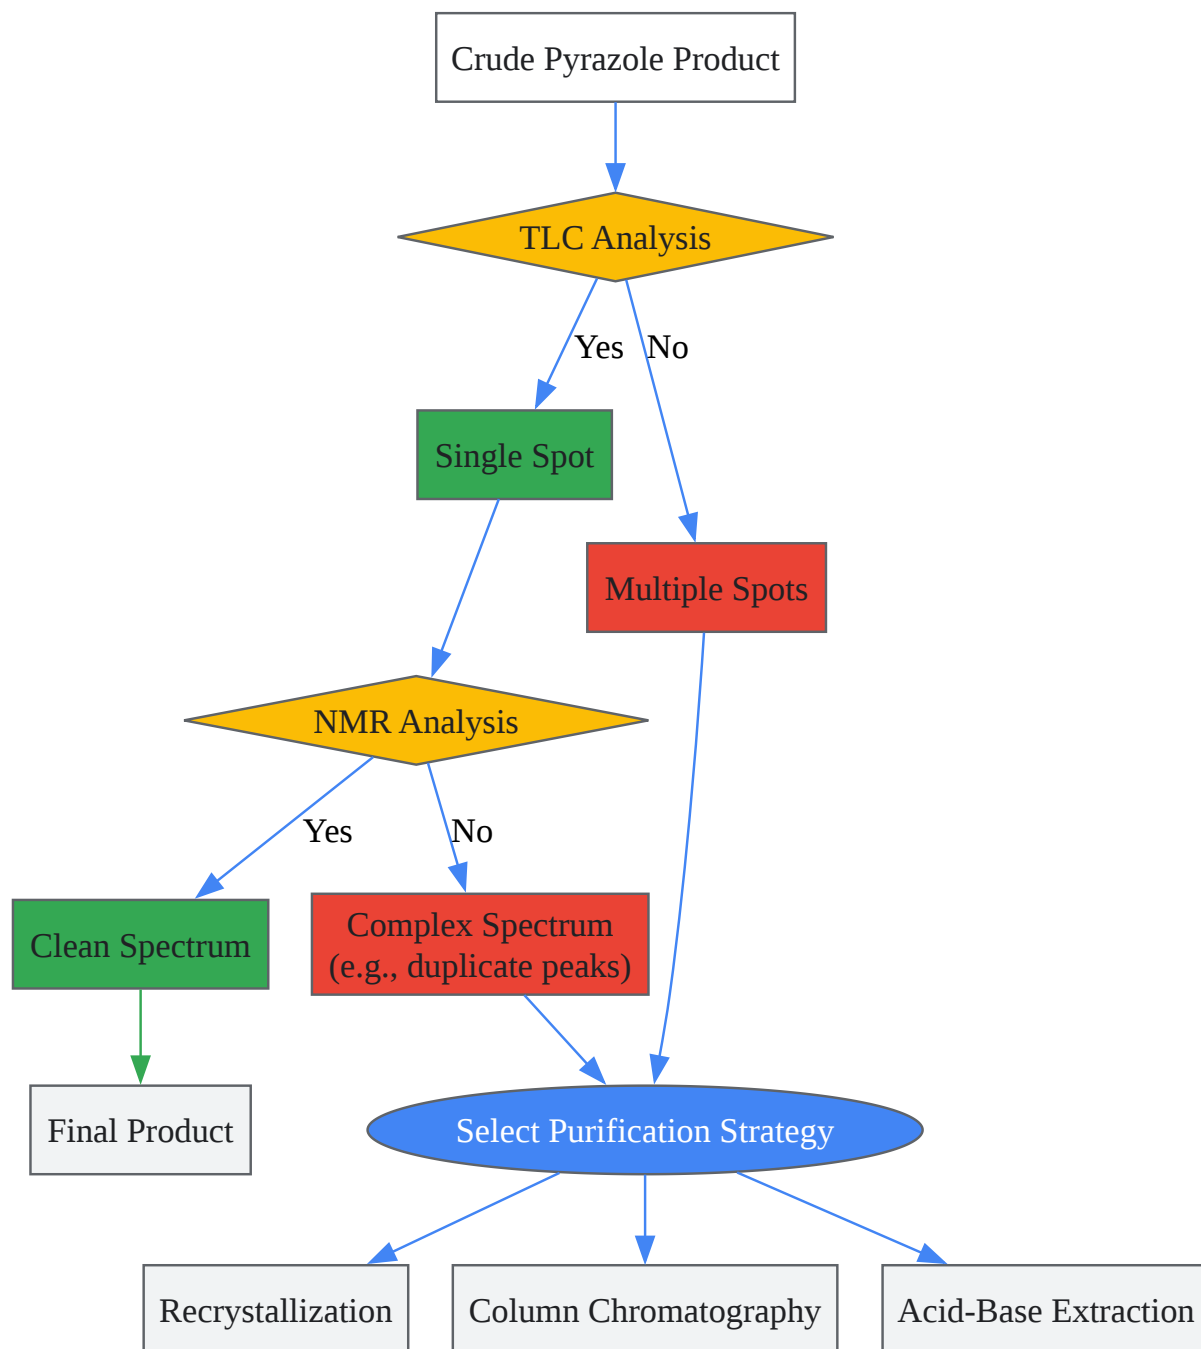 Crude Pyrazole Product
TLC Analysis
Yes
No
Single Spot
Multiple Spots
NMR Analysis
Yes
No
Clean Spectrum
Complex Spectrum
(e.g., duplicate peaks)
Final Product
Select Purification Strategy
Recrystallization
Column Chromatography
Acid-Base Extraction